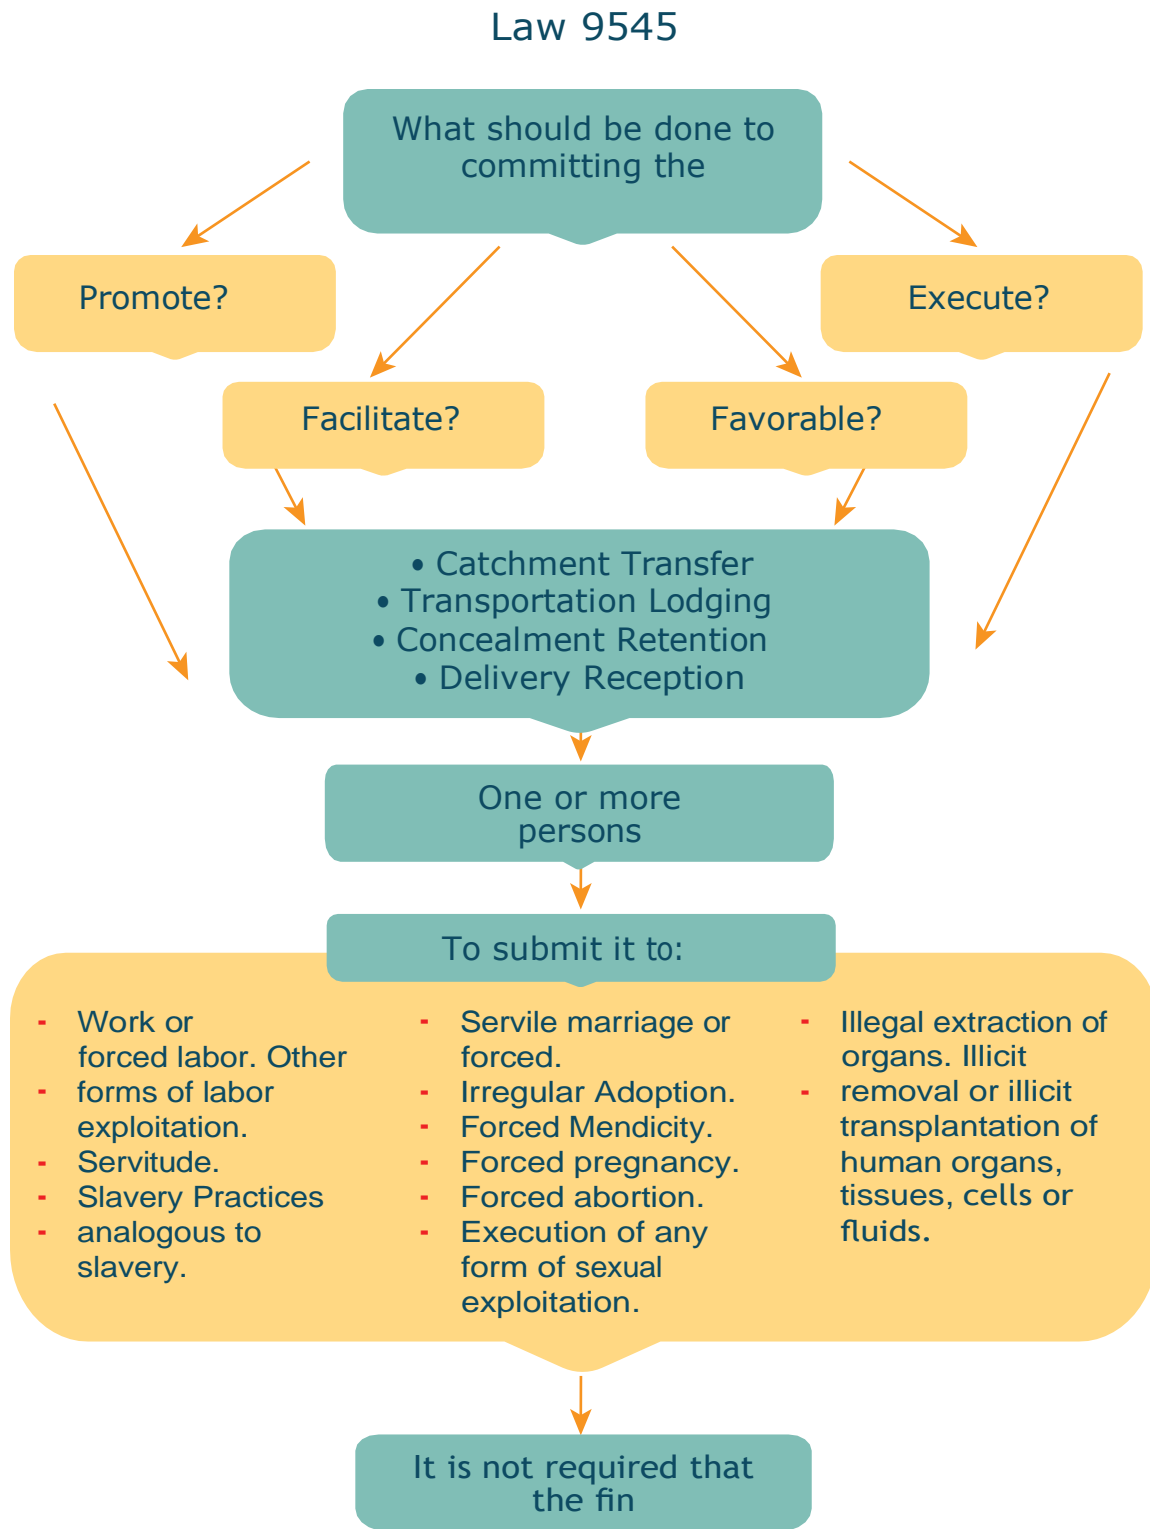 Law 9545
What should be done to
committing the
Promote?
Execute?
Facilitate?
Favorable?
• Catchment Transfer
• Transportation Lodging
• Concealment Retention
• Delivery Reception
One or more
persons
To submit it to:
- Work or
forced labor. Other
- forms of labor
exploitation.
- Servitude.
- Slavery Practices
- analogous to
slavery.
- Servile marriage or
forced.
- Irregular Adoption.
- Forced Mendicity.
- Forced pregnancy.
- Forced abortion.
- Execution of any
form of sexual
exploitation.
- Illegal extraction of
organs. Illicit
- removal or illicit
transplantation of
human organs,
tissues, cells or
fluids.
It is not required that
the fin